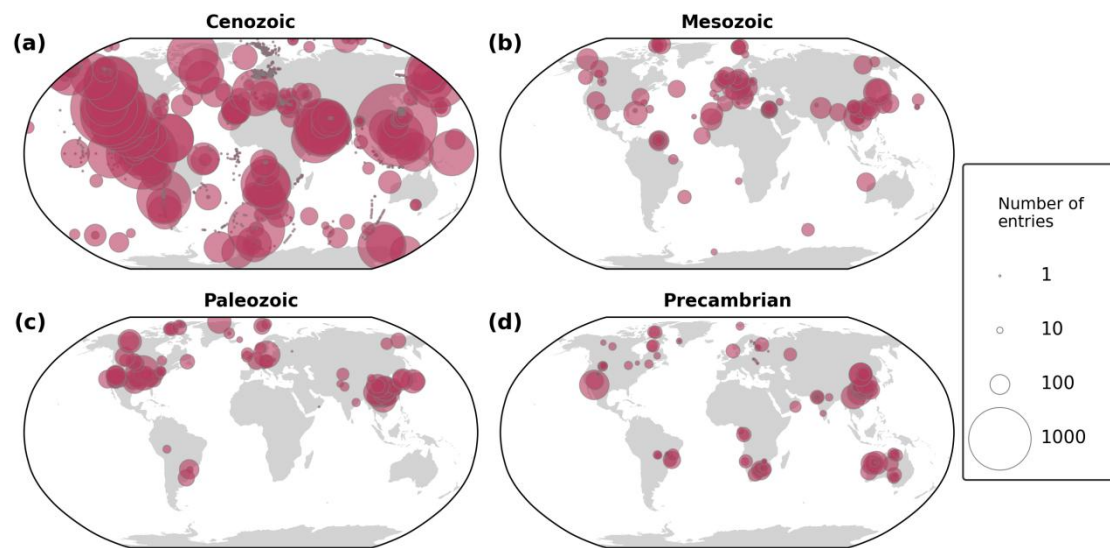 Cenozoic
(a)
Mesozoic
(b)
Paleozoic
(c)
Precambrian
(d)
Number of
entries
1
10
100
1000